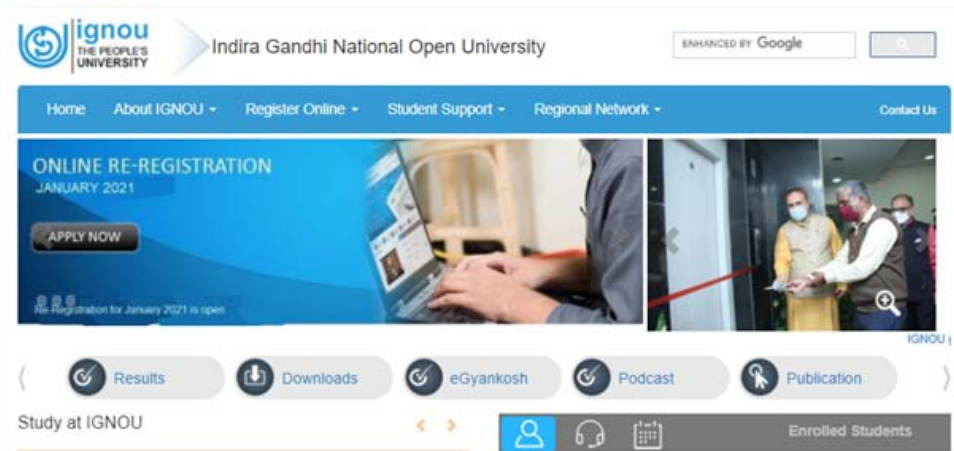 ignou
THE PEOPLE'S
UNIVERSITY
Indira Gandhi National Open University
ENHANCED BY Google
Home About IGNOU Register Online Student Support Regional Network Contact Us
ONLINE RE-REGISTRATION
JANUARY 2021
APPLY NOW
Re-Registration for January 2021 is open
IGNOU
Results Downloads eGyankosh Podcast Publication
Study at IGNOU
Enrolled Students